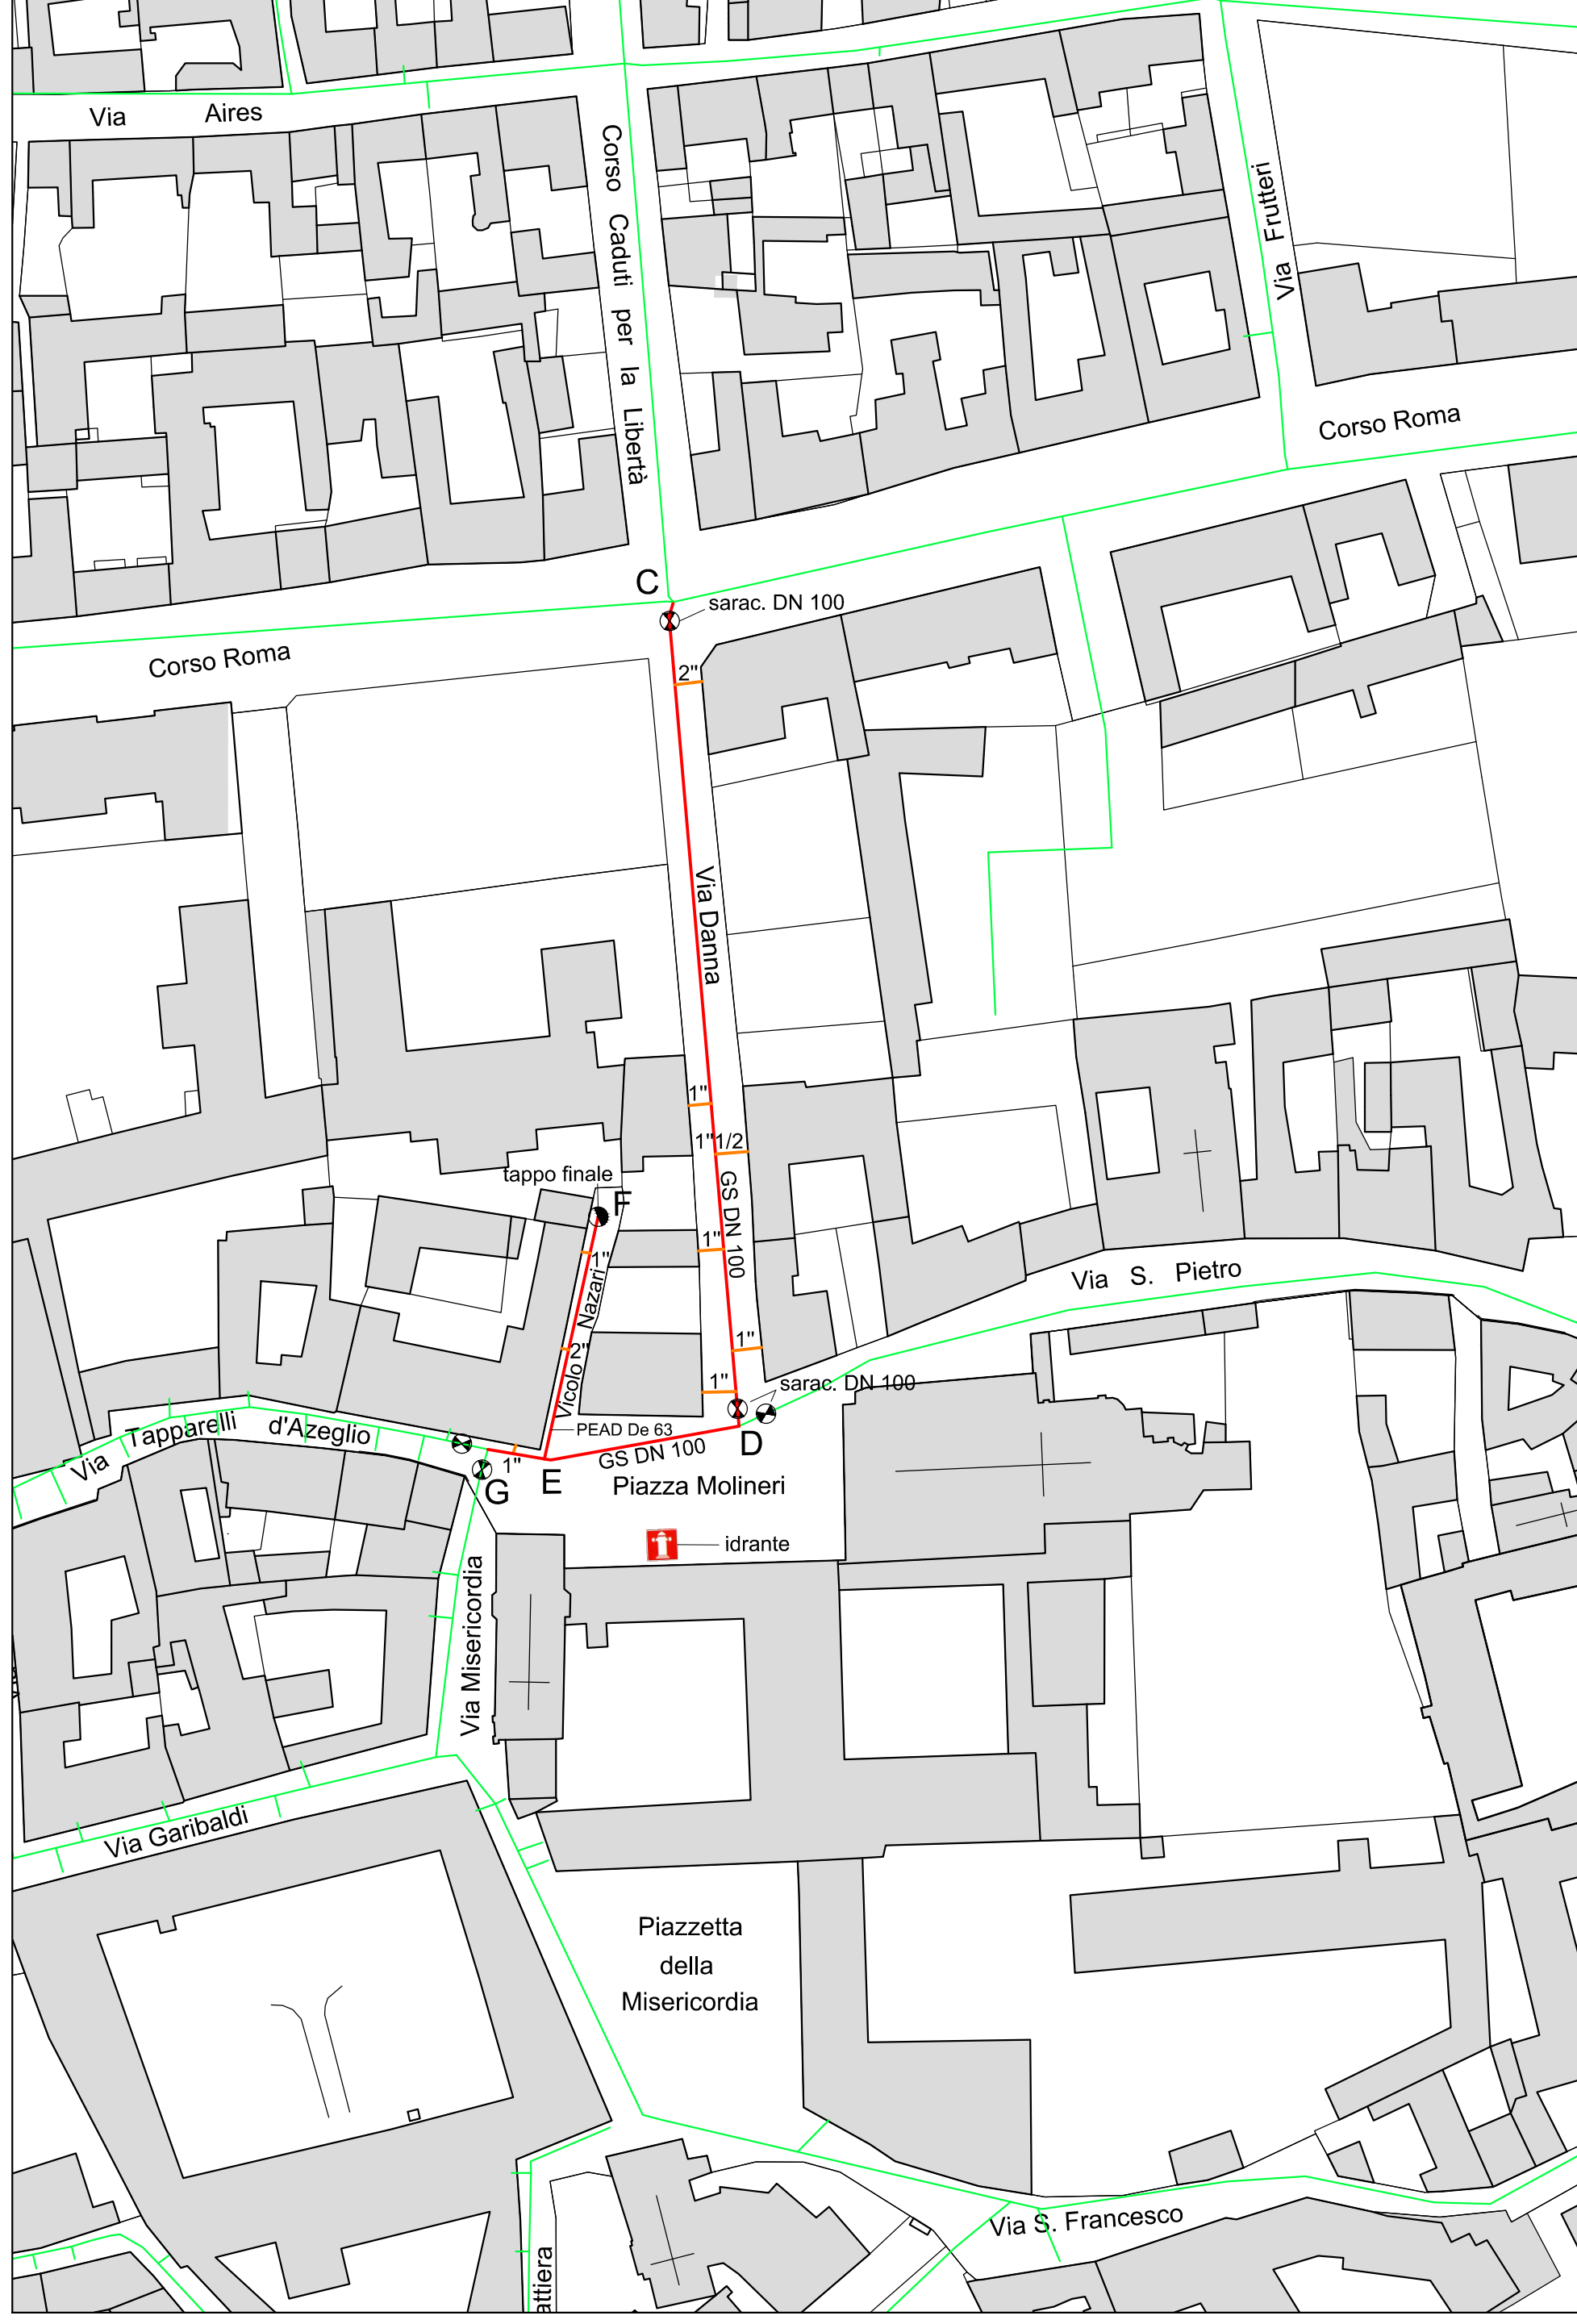 Via Aires
Corso Caduti per la Libertà
Via Frutteri
Corso Roma
C
sarac. DN 100
Corso Roma
2"
Via Danna
1"
1"1/2
tappo finale
F
GS DN 100
1"
1"
Vicolo Nazari
2"
1"
Via S. Pietro
1"
sarac. DN 100
Via Tapparelli d'Azeglio
PEAD De 63
GS DN 100
D
1"
E
G
Piazza Molineri
idrante
Via Misericordia
Via Garibaldi
Piazzetta
della
Misericordia
Via S. Francesco
attiera